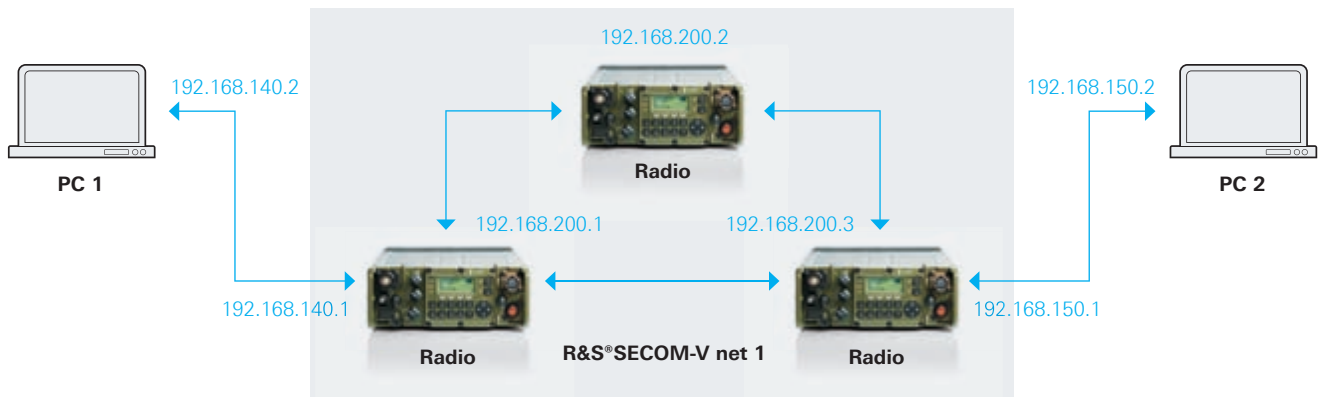 192.168.200.2
192.168.140.2
192.168.150.2
Radio
PC 1
PC 2
192.168.200.1
192.168.200.3
192.168.140.1
192.168.150.1
Radio
R&S®SECOM-V net 1
Radio